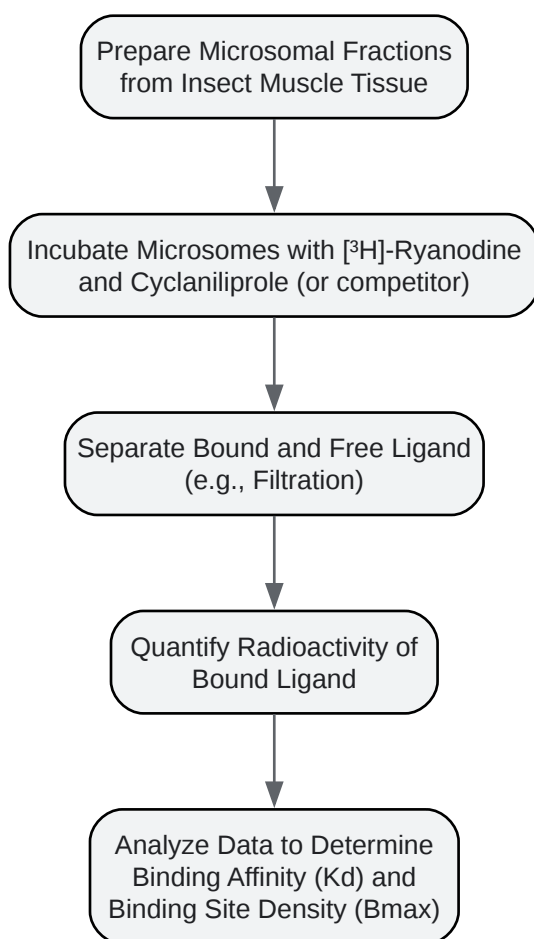 Prepare Microsomal Fractions
from Insect Muscle Tissue
Incubate Microsomes with [³H]-Ryanodine
and Cyclaniliprole (or competitor)
Separate Bound and Free Ligand
(e.g., Filtration)
Quantify Radioactivity of
Bound Ligand
Analyze Data to Determine
Binding Affinity (Kd) and
Binding Site Density (Bmax)